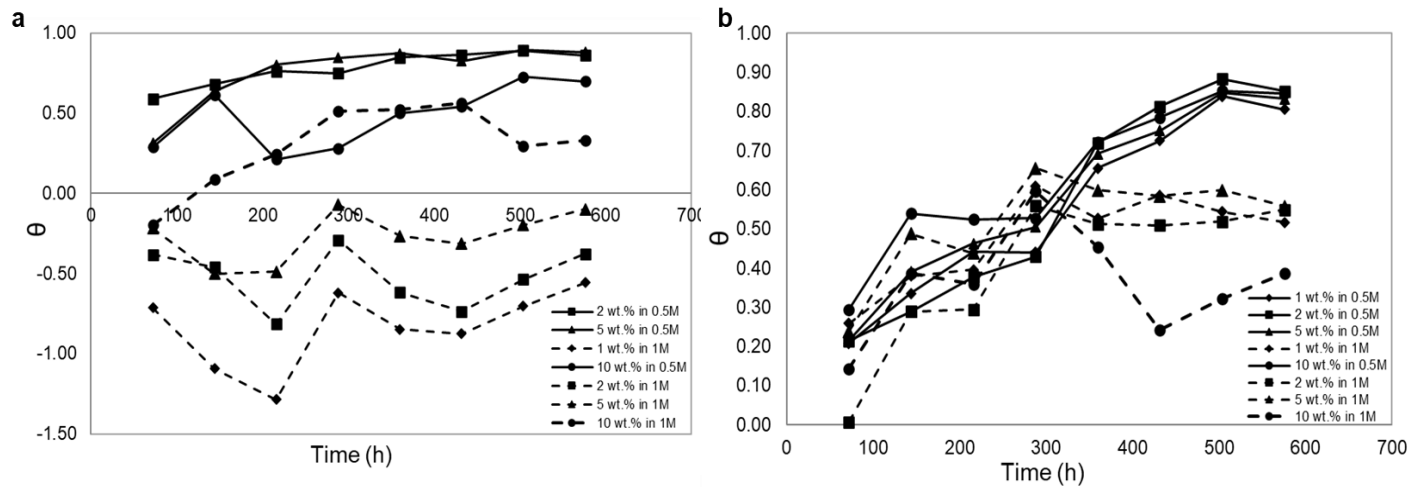 a
1.00
0.50
0.00
-0.50
-1.00
-1.50
0
100
200
300
400
500
600
700
θ
Time (h)
2 wt.% in 0.5M
5 wt.% in 0.5M
1 wt.% in 1M
10 wt.% in 0.5M
2 wt.% in 1M
5 wt.% in 1M
10 wt.% in 1M
b
1.00
0.90
0.80
0.70
0.60
0.50
0.40
0.30
0.20
0.10
0.00
0
100
200
300
400
500
600
700
θ
Time (h)
1 wt.% in 0.5M
2 wt.% in 0.5M
5 wt.% in 0.5M
1 wt.% in 1M
10 wt.% in 0.5M
2 wt.% in 1M
5 wt.% in 1M
10 wt.% in 1M